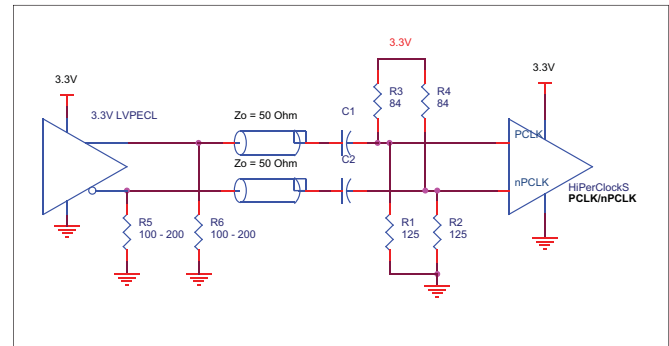 3.3V
R3
84
R4
84
3.3V
3.3V
3.3V LVPECL
Zo = 50 Ohm
C1
Zo = 50 Ohm
C2
PCLK
nPCLK
HiPerClockS
PCLK/nPCLK
R5
100 - 200
R6
100 - 200
R1
125
R2
125